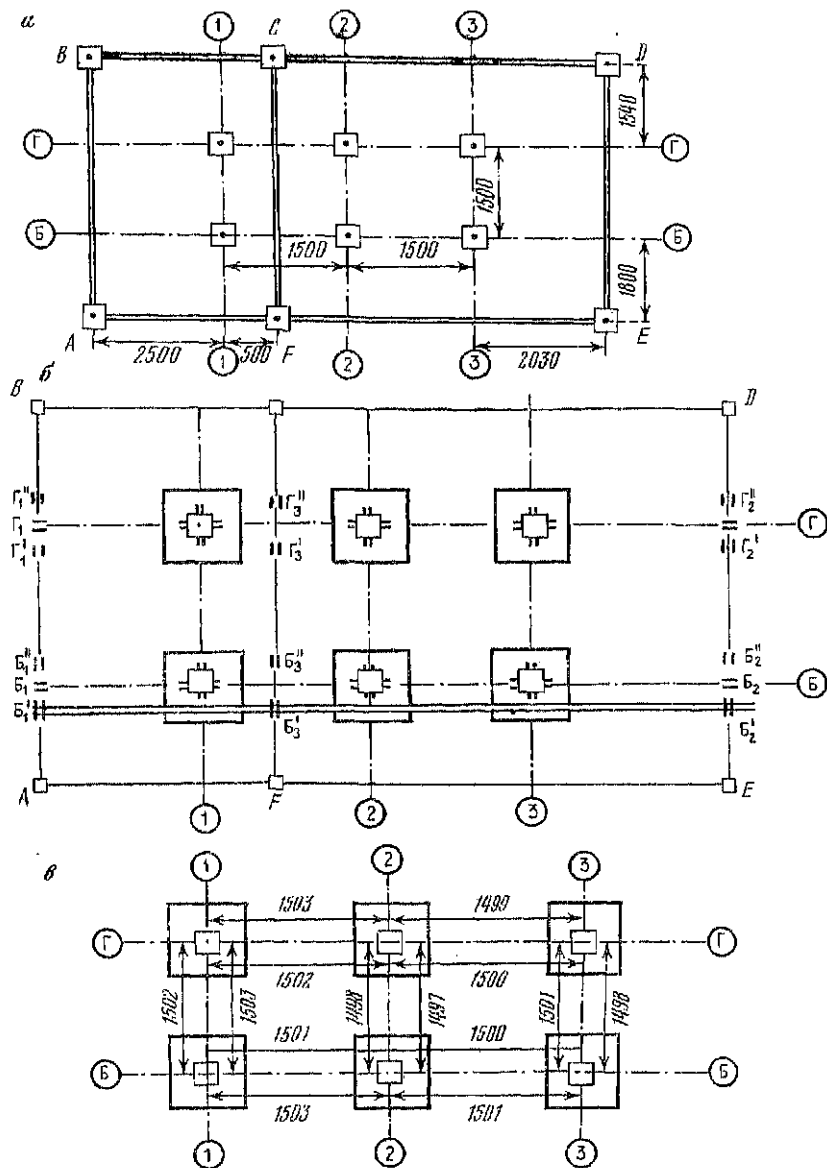 а
1 2 3
B C D
1540
Г Г
1500
Б Б
1500 1500
1800
A F E
2500 500 2030
1 2 3
б
B D
Г₁'' Г₃'' Г₂''
Г₁ Г
Г₁' Г₃' Г₂'
Б₁'' Б₃'' Б₂''
Б₁ Б₂ Б
Б₁' Б₃' Б₂'
A F E
1 2 3
в
1 2 3
1503 1490
Г Г
1502 1500
1502 1503 1498 1497 1501 1498
1501 1500
Б Б
1503 1501
1 2 3